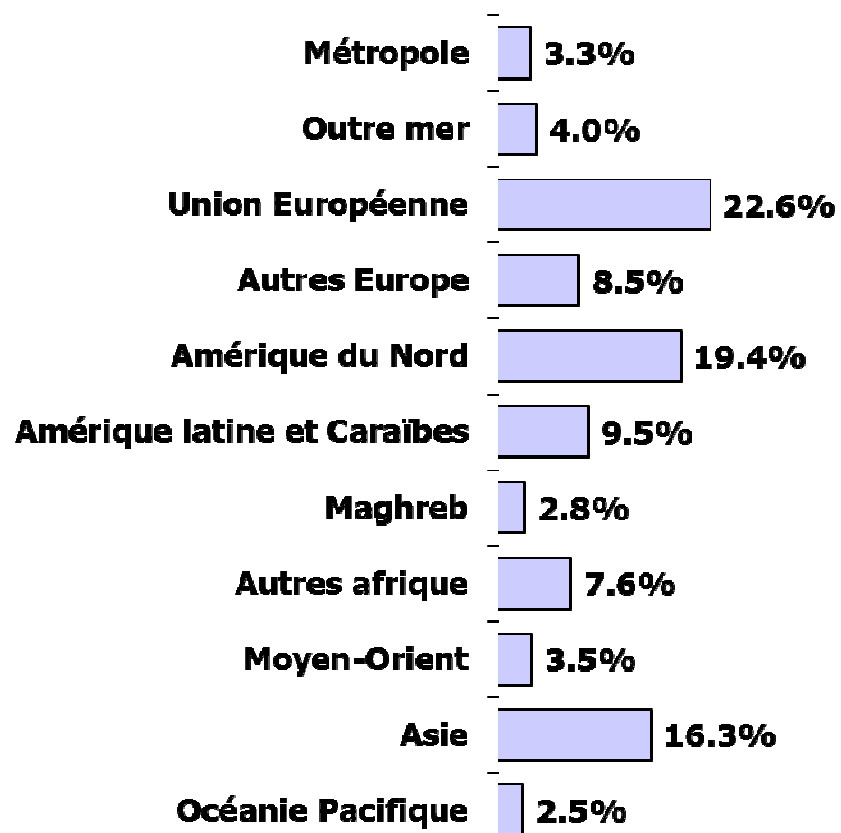 Métropole 3.3%
Outre mer 4.0%
Union Européenne 22.6%
Autres Europe 8.5%
Amérique du Nord 19.4%
Amérique latine et Caraïbes 9.5%
Maghreb 2.8%
Autres afrique 7.6%
Moyen-Orient 3.5%
Asie 16.3%
Océanie Pacifique 2.5%